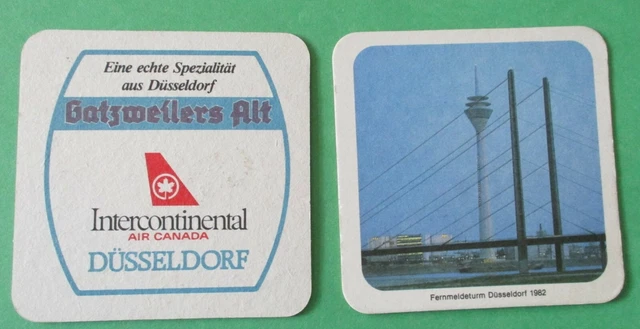 Eine echte Spezialität
aus Düsseldorf
Gatzweilers Alt
Intercontinental
AIR CANADA
DÜSSELDORF
Fernmeldeturm Düsseldorf 1982